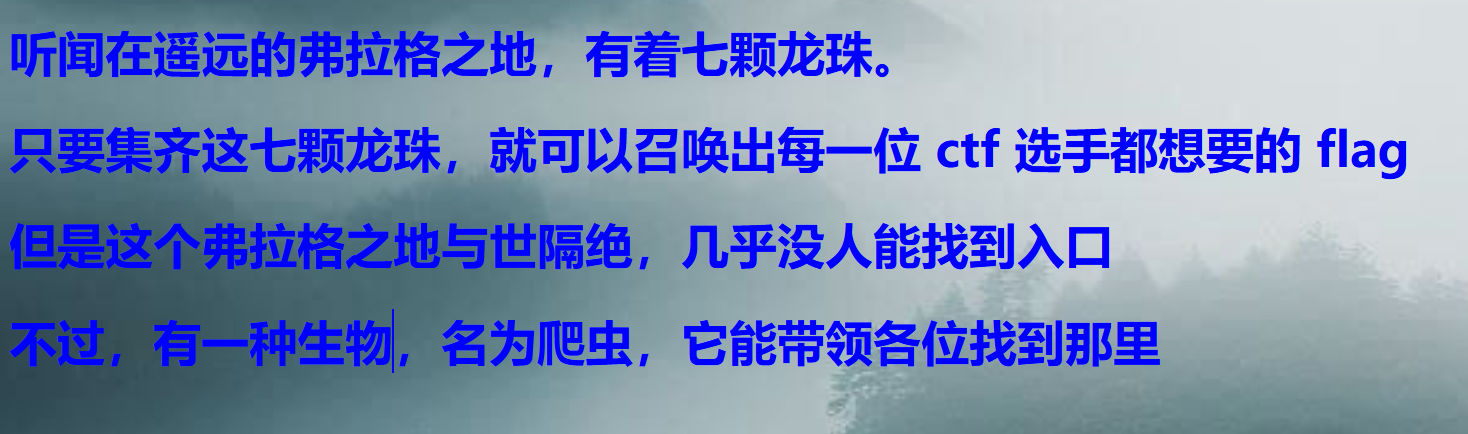 听闻在遥远的弗拉格之地，有着七颗龙珠。
只要集齐这七颗龙珠，就可以召唤出每一位 ctf 选手都想要的 flag
但是这个弗拉格之地与世隔绝，几乎没人能找到入口
不过，有一种生物，名为爬虫，它能带领各位找到那里